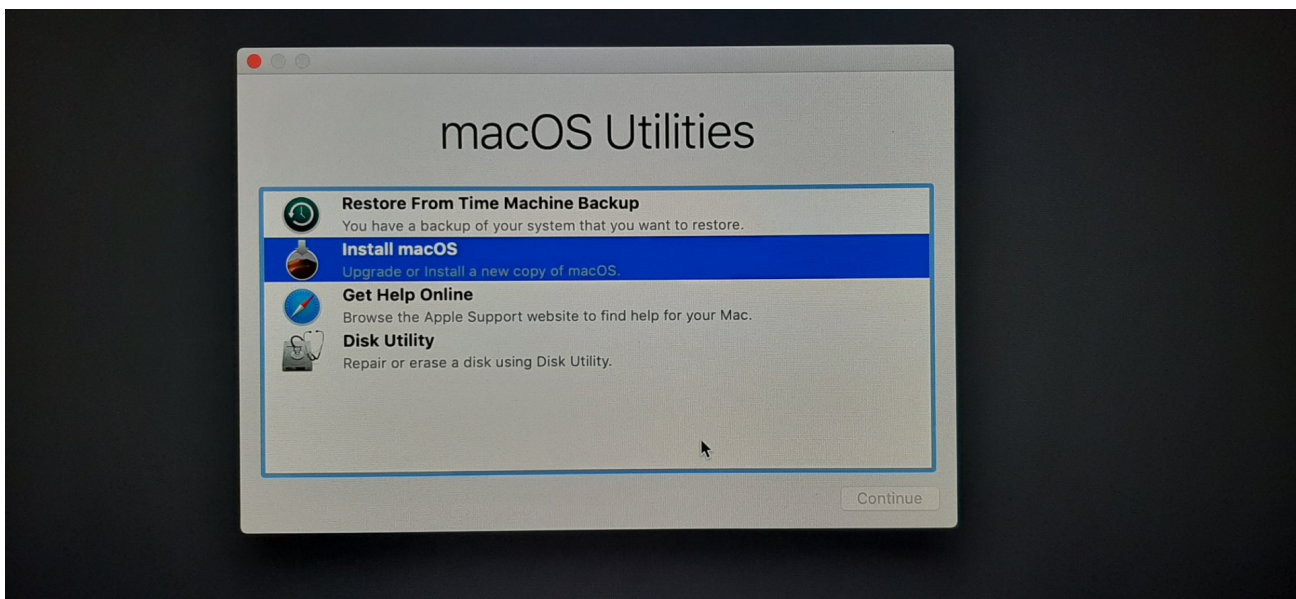 macOS Utilities
Restore From Time Machine Backup
You have a backup of your system that you want to restore.
Install macOS
Upgrade or Install a new copy of macOS.
Get Help Online
Browse the Apple Support website to find help for your Mac.
Disk Utility
Repair or erase a disk using Disk Utility.
Continue